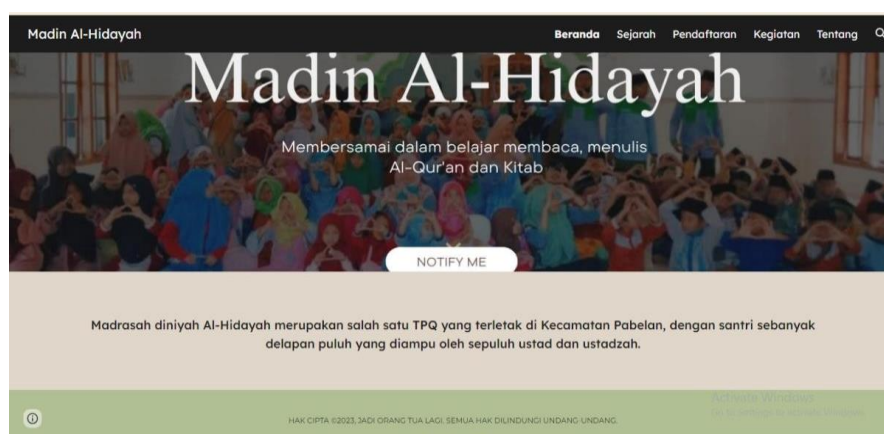 Madin Al-Hidayah
Beranda Sejarah Pendaftaran Kegiatan Tentang
Madin Al-Hidayah
Membersamai dalam belajar membaca, menulis
Al-Qur'an dan Kitab
NOTIFY ME
Madrasah diniyah Al-Hidayah merupakan salah satu TPQ yang terletak di Kecamatan Pabelan, dengan santri sebanyak
delapan puluh yang diampu oleh sepuluh ustad dan ustadzah.
Activate Windows
HAK CIPTA ©2023, JADI ORANG TUA LAGI. SEMUA HAK DILINDUNGI UNDANG UNDANG.